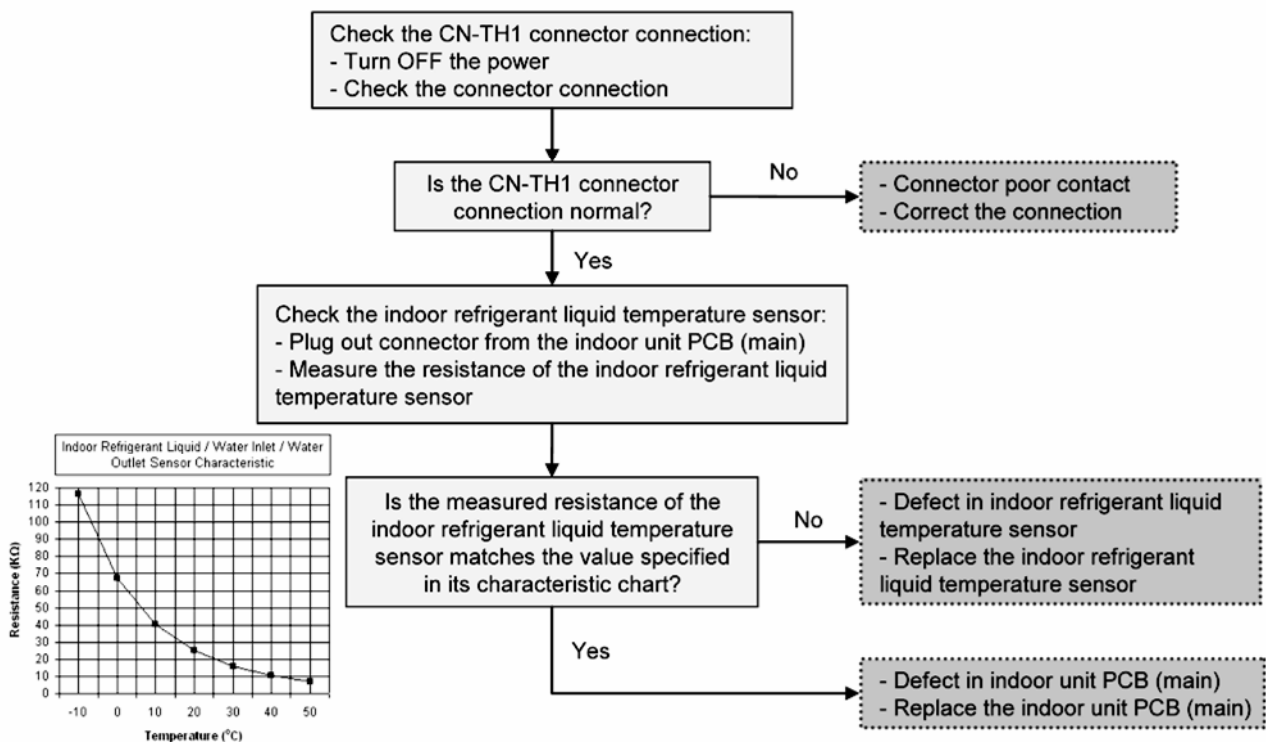 Check the CN-TH1 connector connection:
- Turn OFF the power
- Check the connector connection
Is the CN-TH1 connector
connection normal?
No
- Connector poor contact
- Correct the connection
Yes
Check the indoor refrigerant liquid temperature sensor:
- Plug out connector from the indoor unit PCB (main)
- Measure the resistance of the indoor refrigerant liquid
temperature sensor
Indoor Refrigerant Liquid / Water Inlet / Water
Outlet Sensor Characteristic
Resistance (KΩ)
120
110
100
90
80
70
60
50
40
30
20
10
0
-10 0 10 20 30 40 50
Temperature (°C)
Is the measured resistance of the
indoor refrigerant liquid temperature
sensor matches the value specified
in its characteristic chart?
No
- Defect in indoor refrigerant liquid
temperature sensor
- Replace the indoor refrigerant
liquid temperature sensor
Yes
- Defect in indoor unit PCB (main)
- Replace the indoor unit PCB (main)